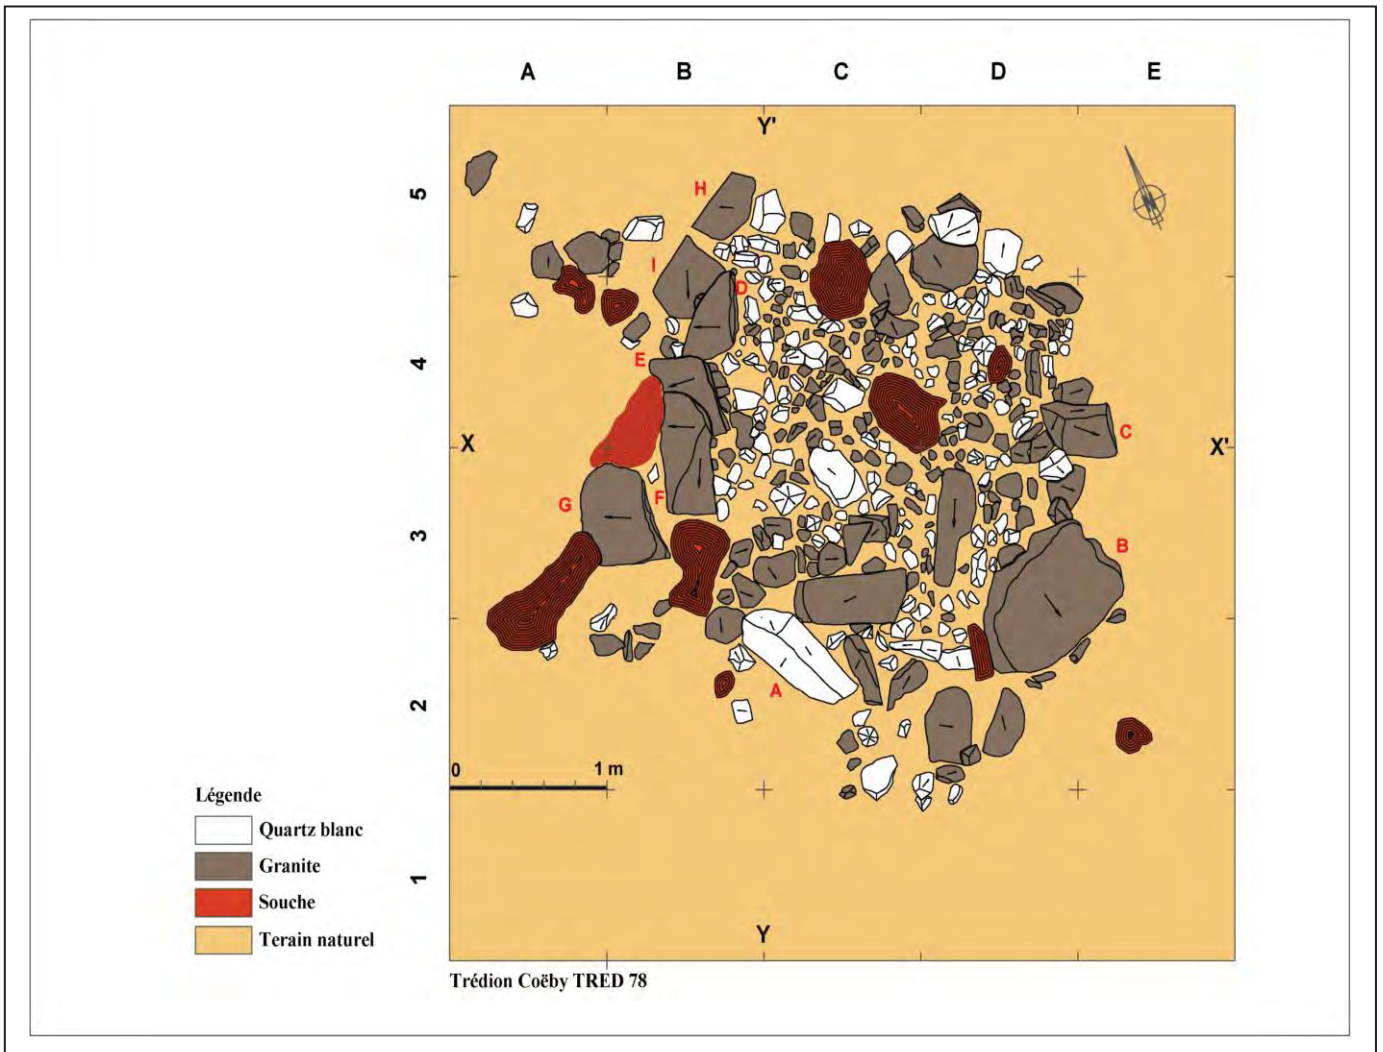 A B C D E
Y'
5
H
I
D
4
E
C
X X'
G F
3
B
A
2
0 1 m
Légende
Quartz blanc
Granite
1
Souche
Y
Terain naturel
Trédion Coëby TRED 78